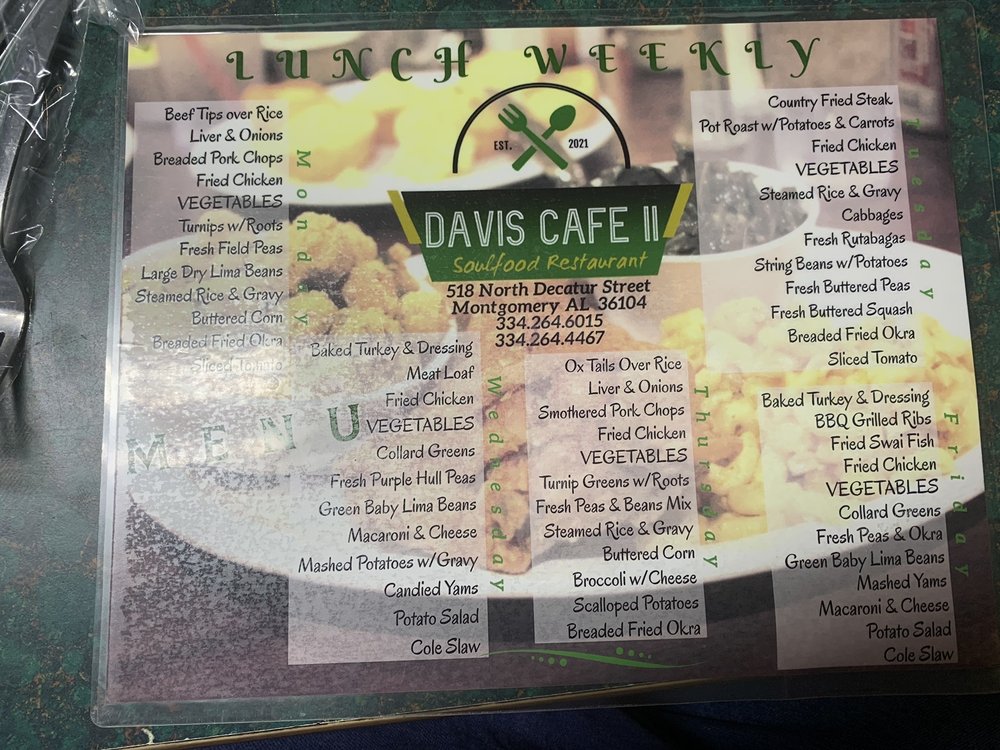 LUNCH WEEKLY
Beef Tips over Rice
Liver & Onions
Breaded Pork Chops
Fried Chicken
VEGETABLES
Turnips w/Roots
Fresh Field Peas
Large Dry Lima Beans
Steamed Rice & Gravy
Buttered Corn
Breaded Fried Okra
Sliced Tomato
Monday
EST. 2021
DAVIS CAFE II
Soulfood Restaurant
518 North Decatur Street
Montgomery AL 36104
334.264.6015
334.264.4467
Country Fried Steak
Pot Roast w/Potatoes & Carrots
Fried Chicken
VEGETABLES
Steamed Rice & Gravy
Cabbages
Fresh Rutabagas
String Beans w/Potatoes
Fresh Buttered Peas
Fresh Buttered Squash
Breaded Fried Okra
Sliced Tomato
Tuesday
MENU
Baked Turkey & Dressing
Meat Loaf
Fried Chicken
VEGETABLES
Collard Greens
Fresh Purple Hull Peas
Green Baby Lima Beans
Macaroni & Cheese
Mashed Potatoes w/Gravy
Candied Yams
Potato Salad
Cole Slaw
Wednesday
Ox Tails Over Rice
Liver & Onions
Smothered Pork Chops
Fried Chicken
VEGETABLES
Turnip Greens w/Roots
Fresh Peas & Beans Mix
Steamed Rice & Gravy
Buttered Corn
Broccoli w/Cheese
Scalloped Potatoes
Breaded Fried Okra
Thursday
Baked Turkey & Dressing
BBQ Grilled Ribs
Fried Swai Fish
Fried Chicken
VEGETABLES
Collard Greens
Fresh Peas & Okra
Green Baby Lima Beans
Mashed Yams
Macaroni & Cheese
Potato Salad
Cole Slaw
Friday